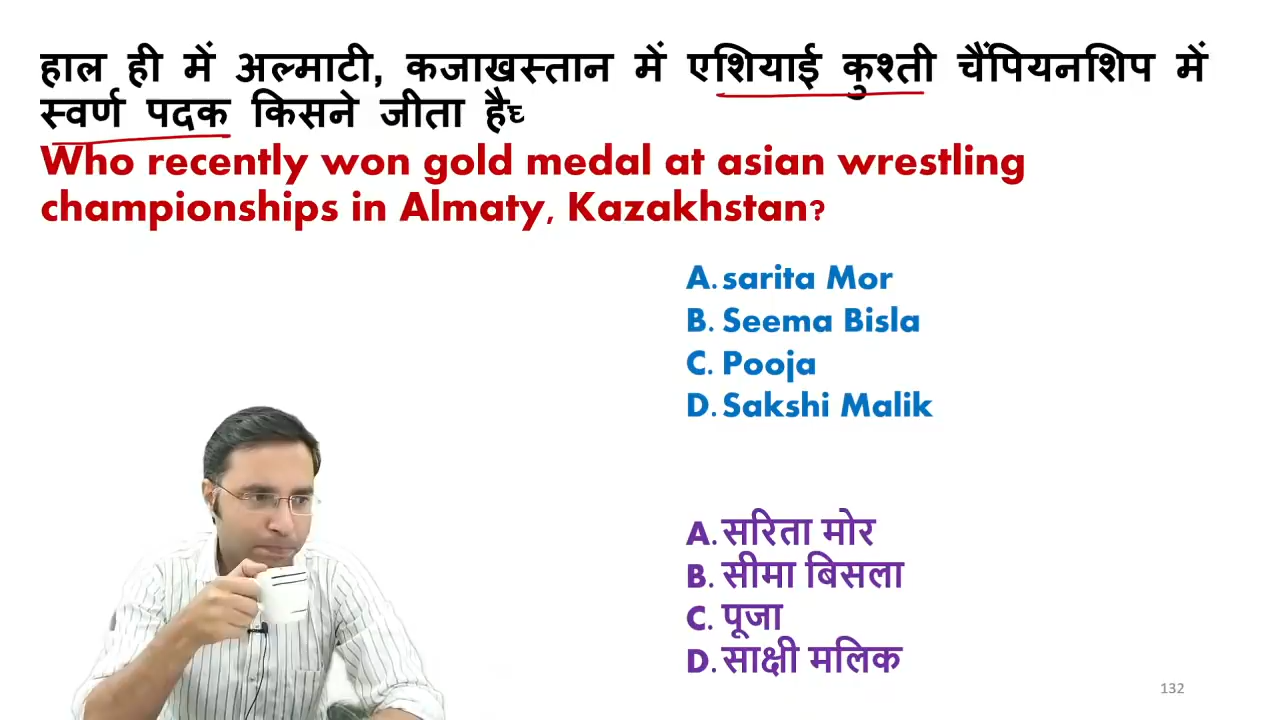 हाल ही में अल्माटी, कजाखस्तान में एशियाई कुश्ती चैंपियनशिप में
स्वर्ण पदक किसने जीता हैघ्
Who recently won gold medal at asian wrestling
championships in Almaty, Kazakhstan?
A. sarita Mor
B. Seema Bisla
C. Pooja
D. Sakshi Malik
A. सरिता मोर
B. सीमा बिसला
C. पूजा
D. साक्षी मलिक
132